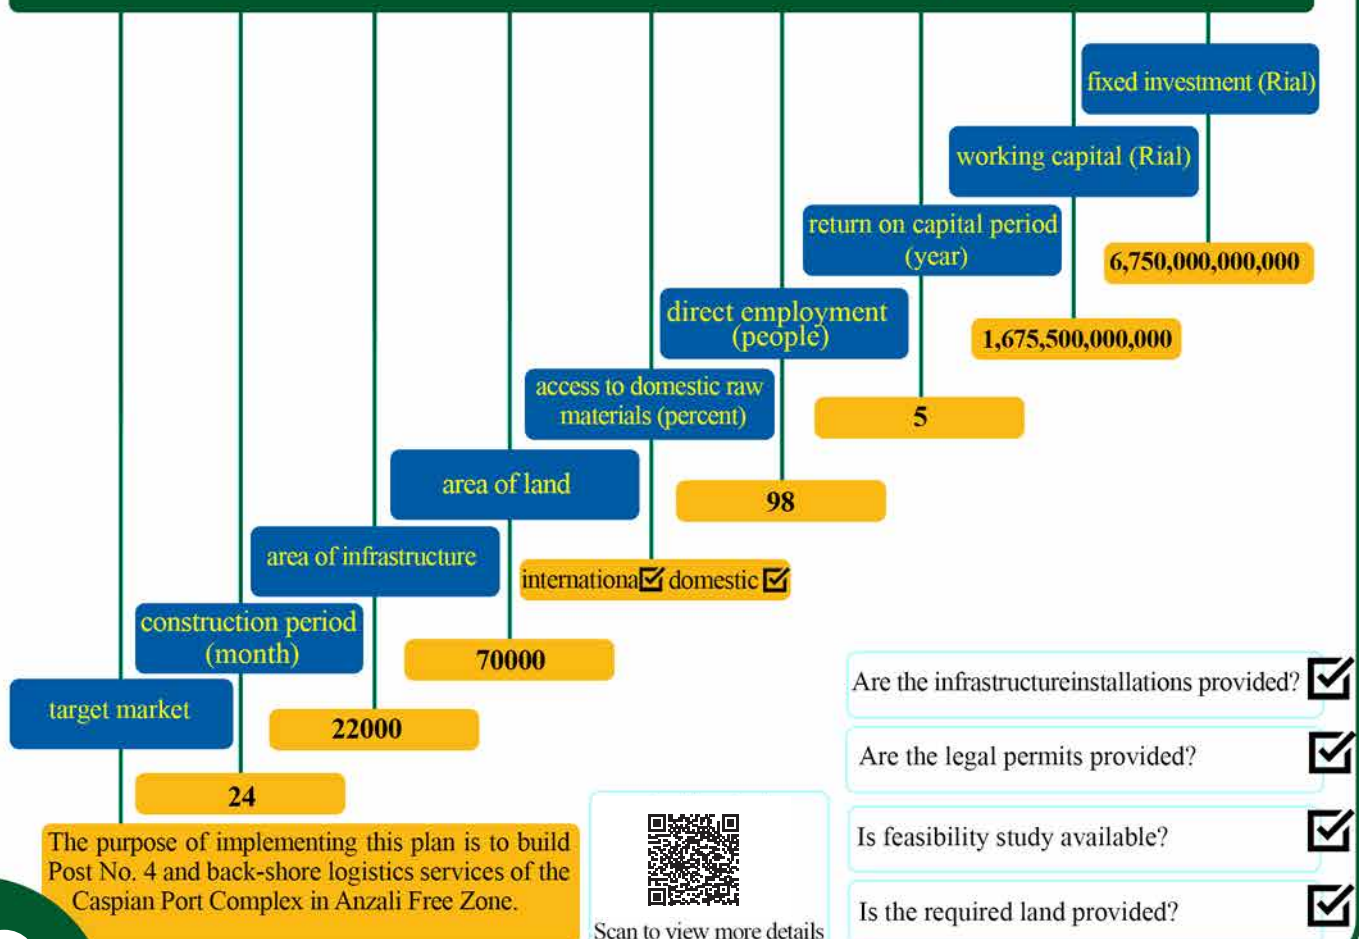 fixed investment (Rial)
6,750,000,000,000
working capital (Rial)
1,675,500,000,000
return on capital period
(year)
5
direct employment
(people)
98
access to domestic raw
materials (percent)
internationa☑ domestic ☑
area of land
70000
area of infrastructure
22000
construction period
(month)
24
target market
The purpose of implementing this plan is to build
Post No. 4 and back-shore logistics services of the
Caspian Port Complex in Anzali Free Zone.
Scan to view more details
Are the infrastructureinstallations provided? ☑
Are the legal permits provided? ☑
Is feasibility study available? ☑
Is the required land provided? ☑